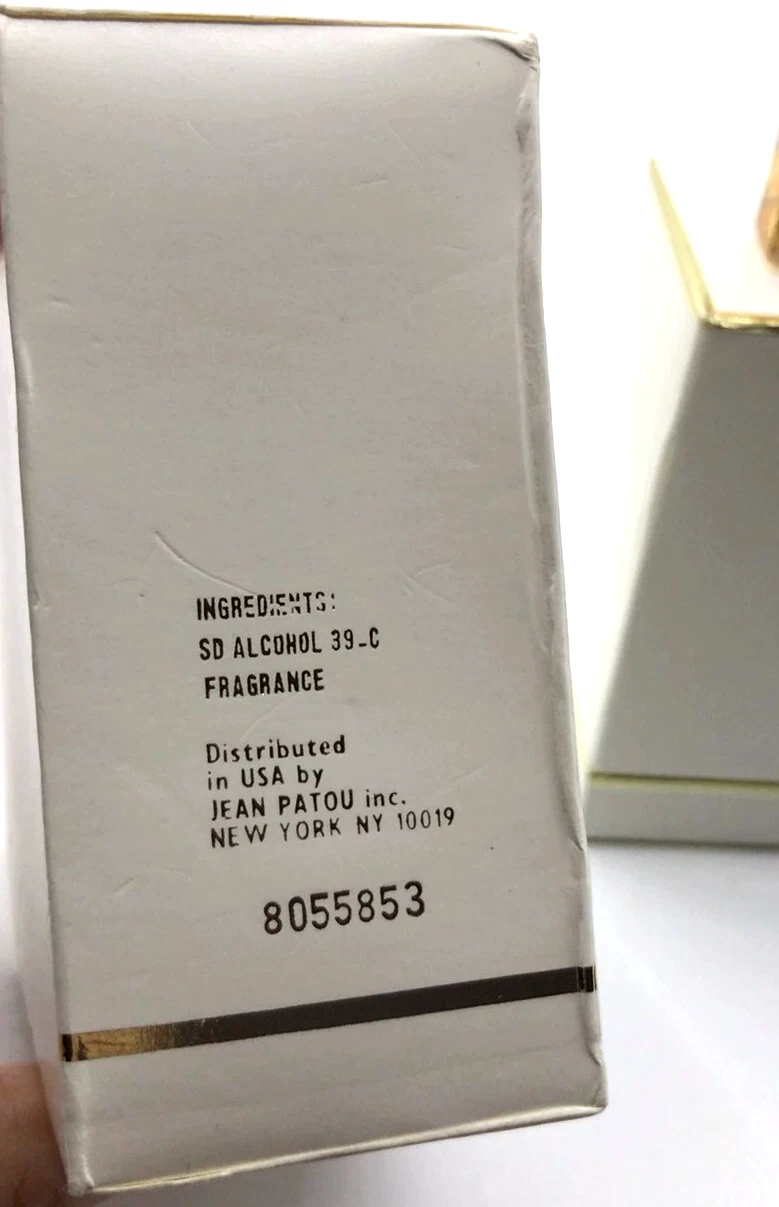 INGREDIENTS:
SD ALCOHOL 39-C
FRAGRANCE
Distributed
in USA by
JEAN PATOU inc.
NEW YORK NY 10019
8055853